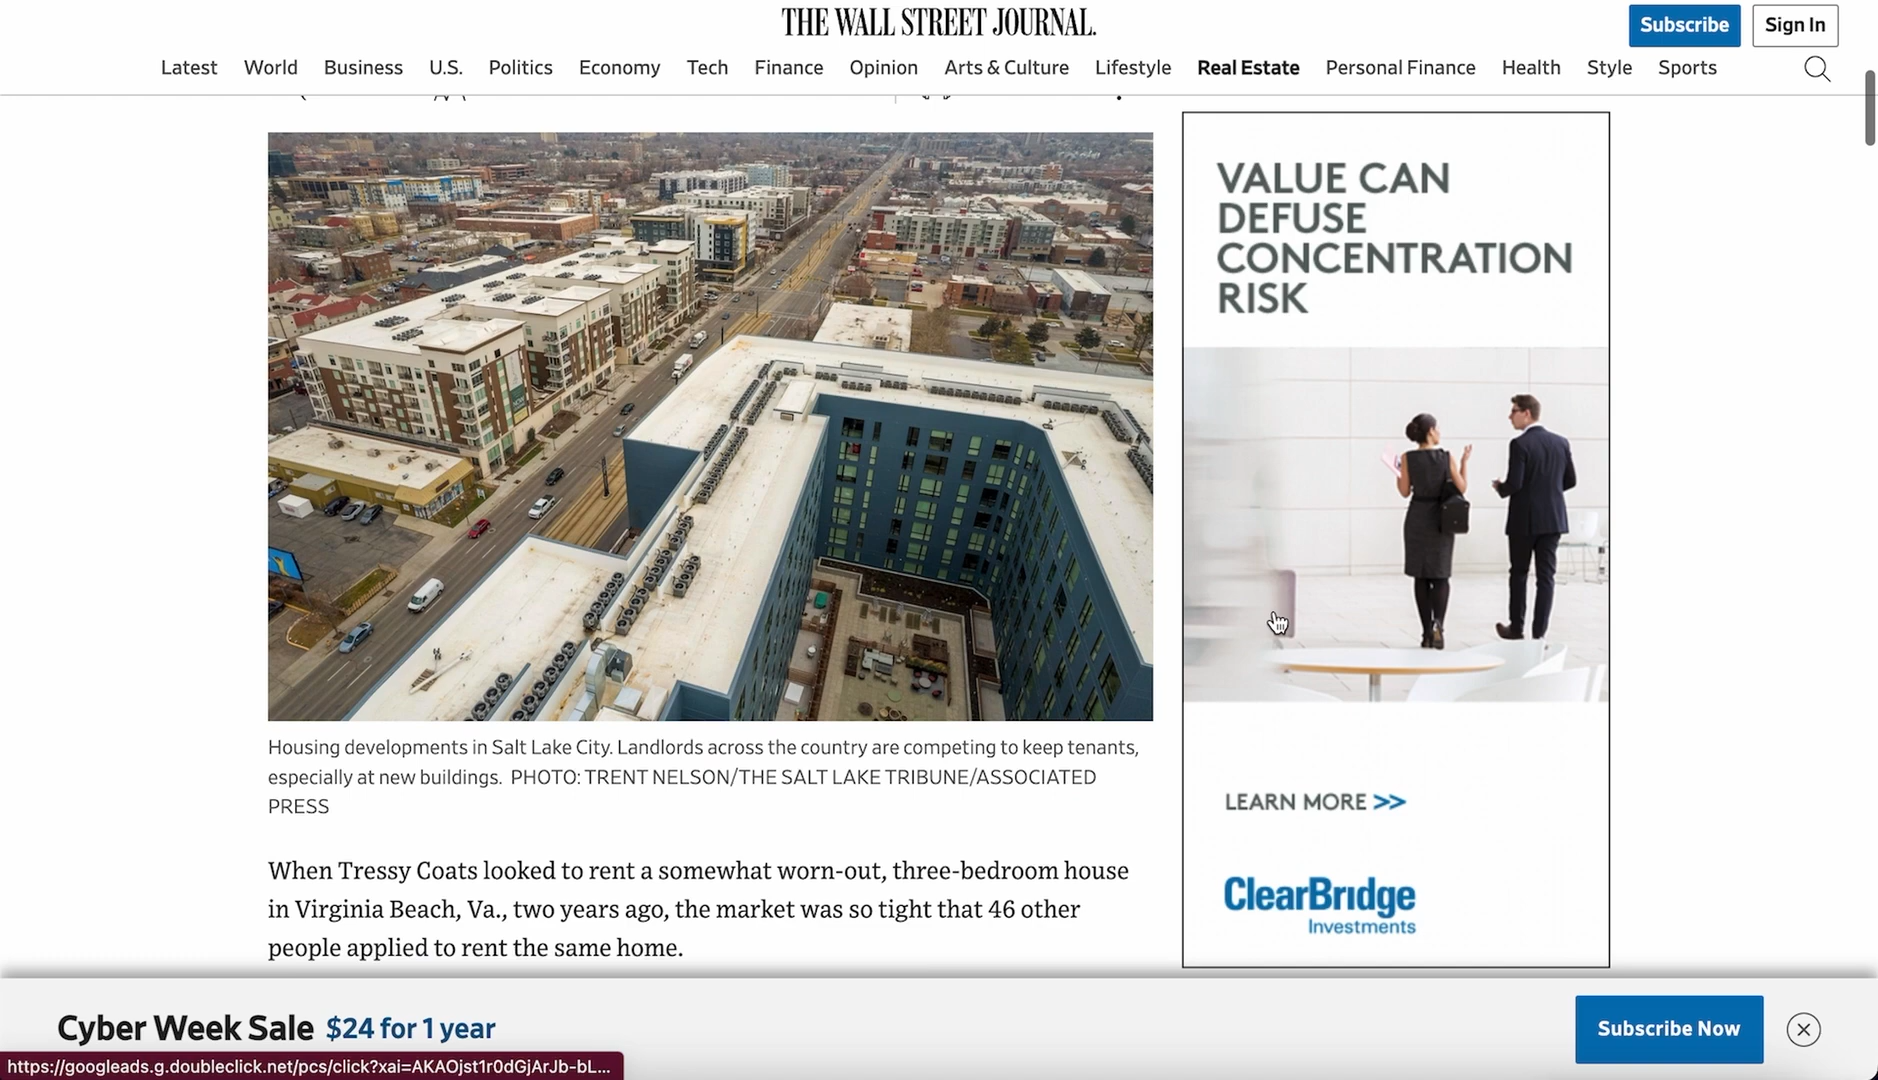 THE WALL STREET JOURNAL.
Subscribe
Sign In
Latest World Business U.S. Politics Economy Tech Finance Opinion Arts & Culture Lifestyle Real Estate Personal Finance Health Style Sports
VALUE CAN
DEFUSE
CONCENTRATION
RISK
LEARN MORE >>
ClearBridge
Investments
Housing developments in Salt Lake City. Landlords across the country are competing to keep tenants,
especially at new buildings. PHOTO: TRENT NELSON/THE SALT LAKE TRIBUNE/ASSOCIATED
PRESS
When Tressy Coats looked to rent a somewhat worn-out, three-bedroom house
in Virginia Beach, Va., two years ago, the market was so tight that 46 other
people applied to rent the same home.
Cyber Week Sale $24 for 1 year
Subscribe Now
https://googleads.g.doubleclick.net/pcs/click?xai=AKAOjst1r0dGjArJb-bL...